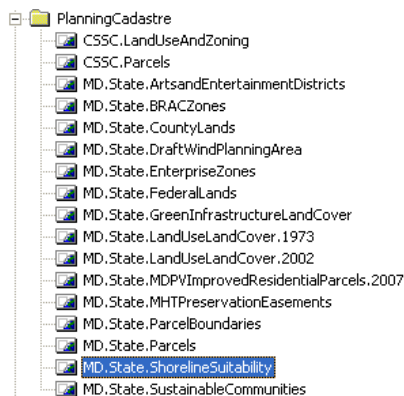 PlanningCadastre
CSSC.LandUseAndZoning
CSSC.Parcels
MD.State.ArtsandEntertainmentDistricts
MD.State.BRACZones
MD.State.CountyLands
MD.State.DraftWindPlanningArea
MD.State.EnterpriseZones
MD.State.FederalLands
MD.State.GreenInfrastructureLandCover
MD.State.LandUseLandCover.1973
MD.State.LandUseLandCover.2002
MD.State.MDPVImprovedResidentialParcels.2007
MD.State.MHTPreservationEasements
MD.State.ParcelBoundaries
MD.State.Parcels
MD.State.ShorelineSuitability
MD.State.SustainableCommunities